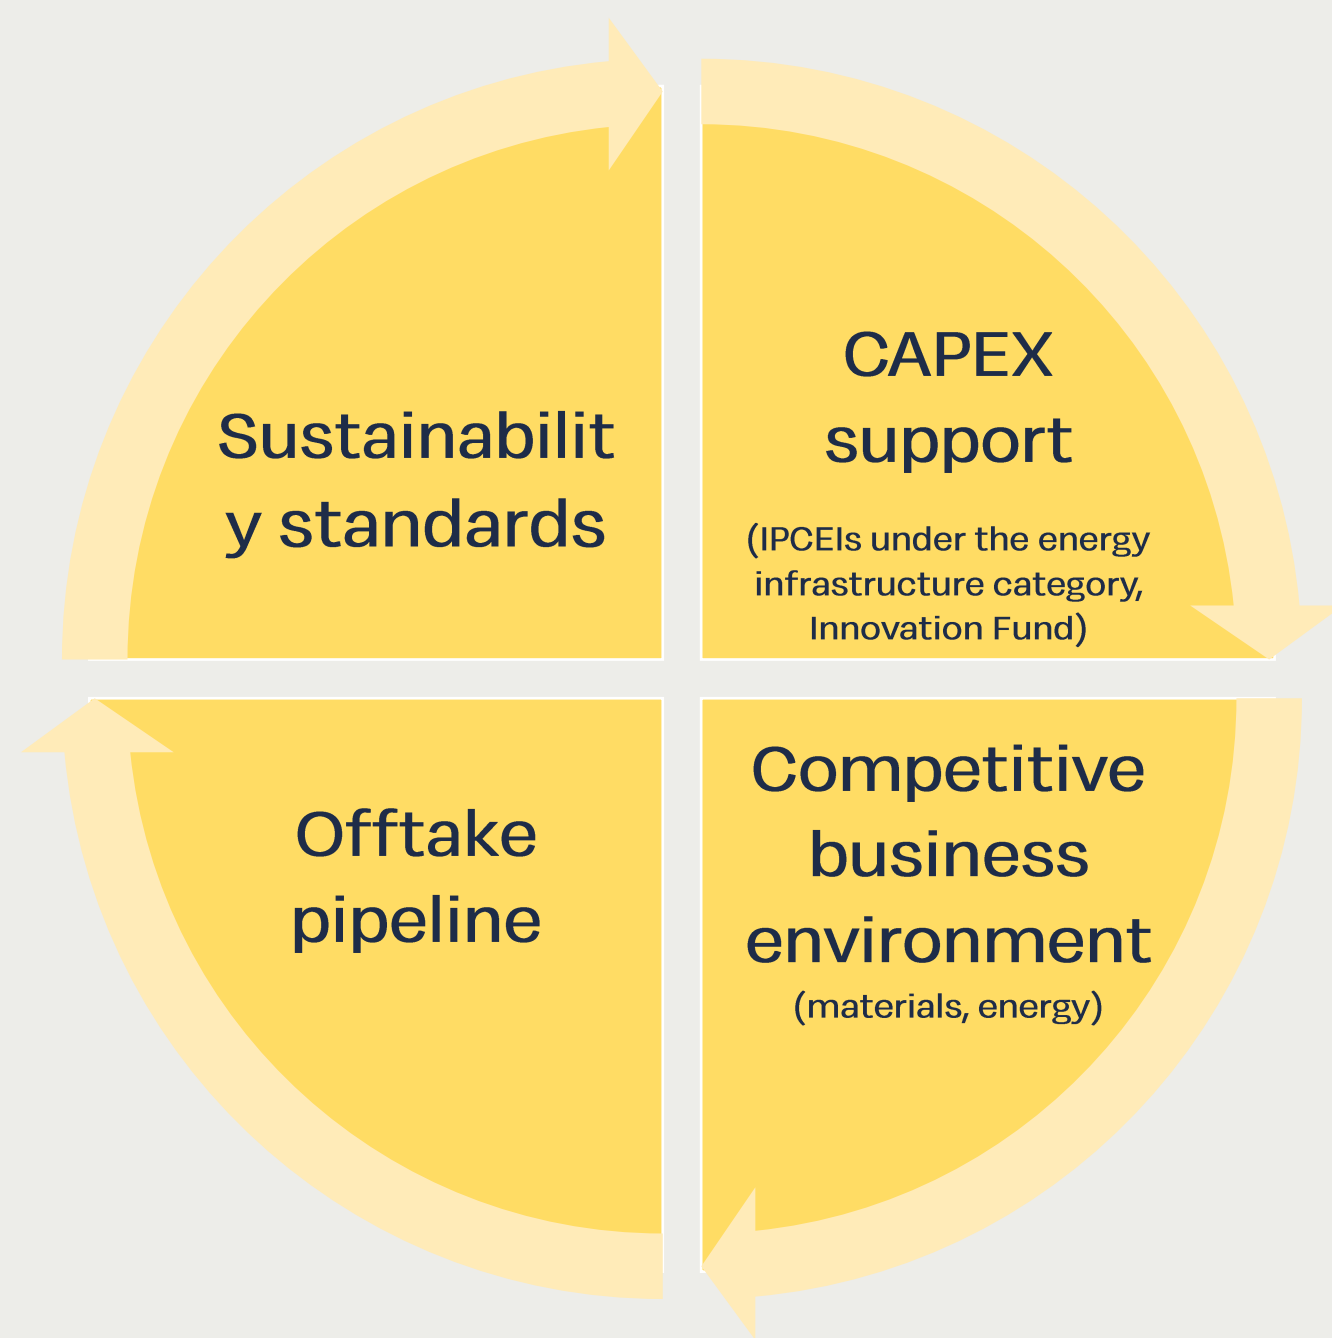 Sustainabilit
y standards
CAPEX
support
(IPCEIs under the energy
infrastructure category,
Innovation Fund)
Offtake
pipeline
Competitive
business
environment
(materials, energy)